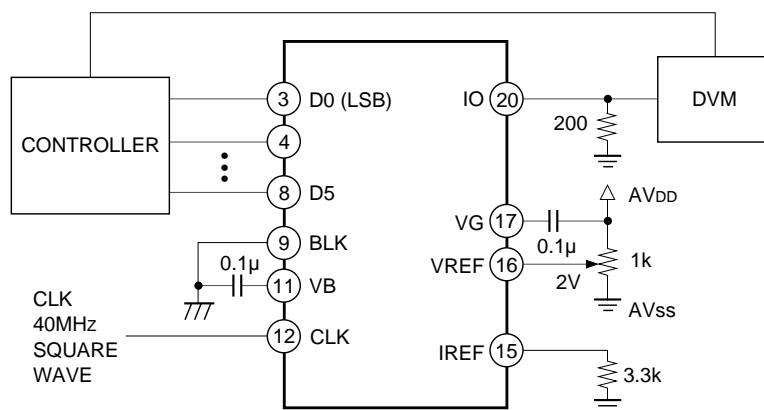 CONTROLLER
3
D0 (LSB)
4
8
D5
9
BLK
0.1µ
11
VB
12
CLK
CLK
40MHz
SQUARE
WAVE
IO
20
200
DVM
AVDD
VG
17
0.1µ
VREF
16
2V
1k
AVSS
IREF
15
3.3k